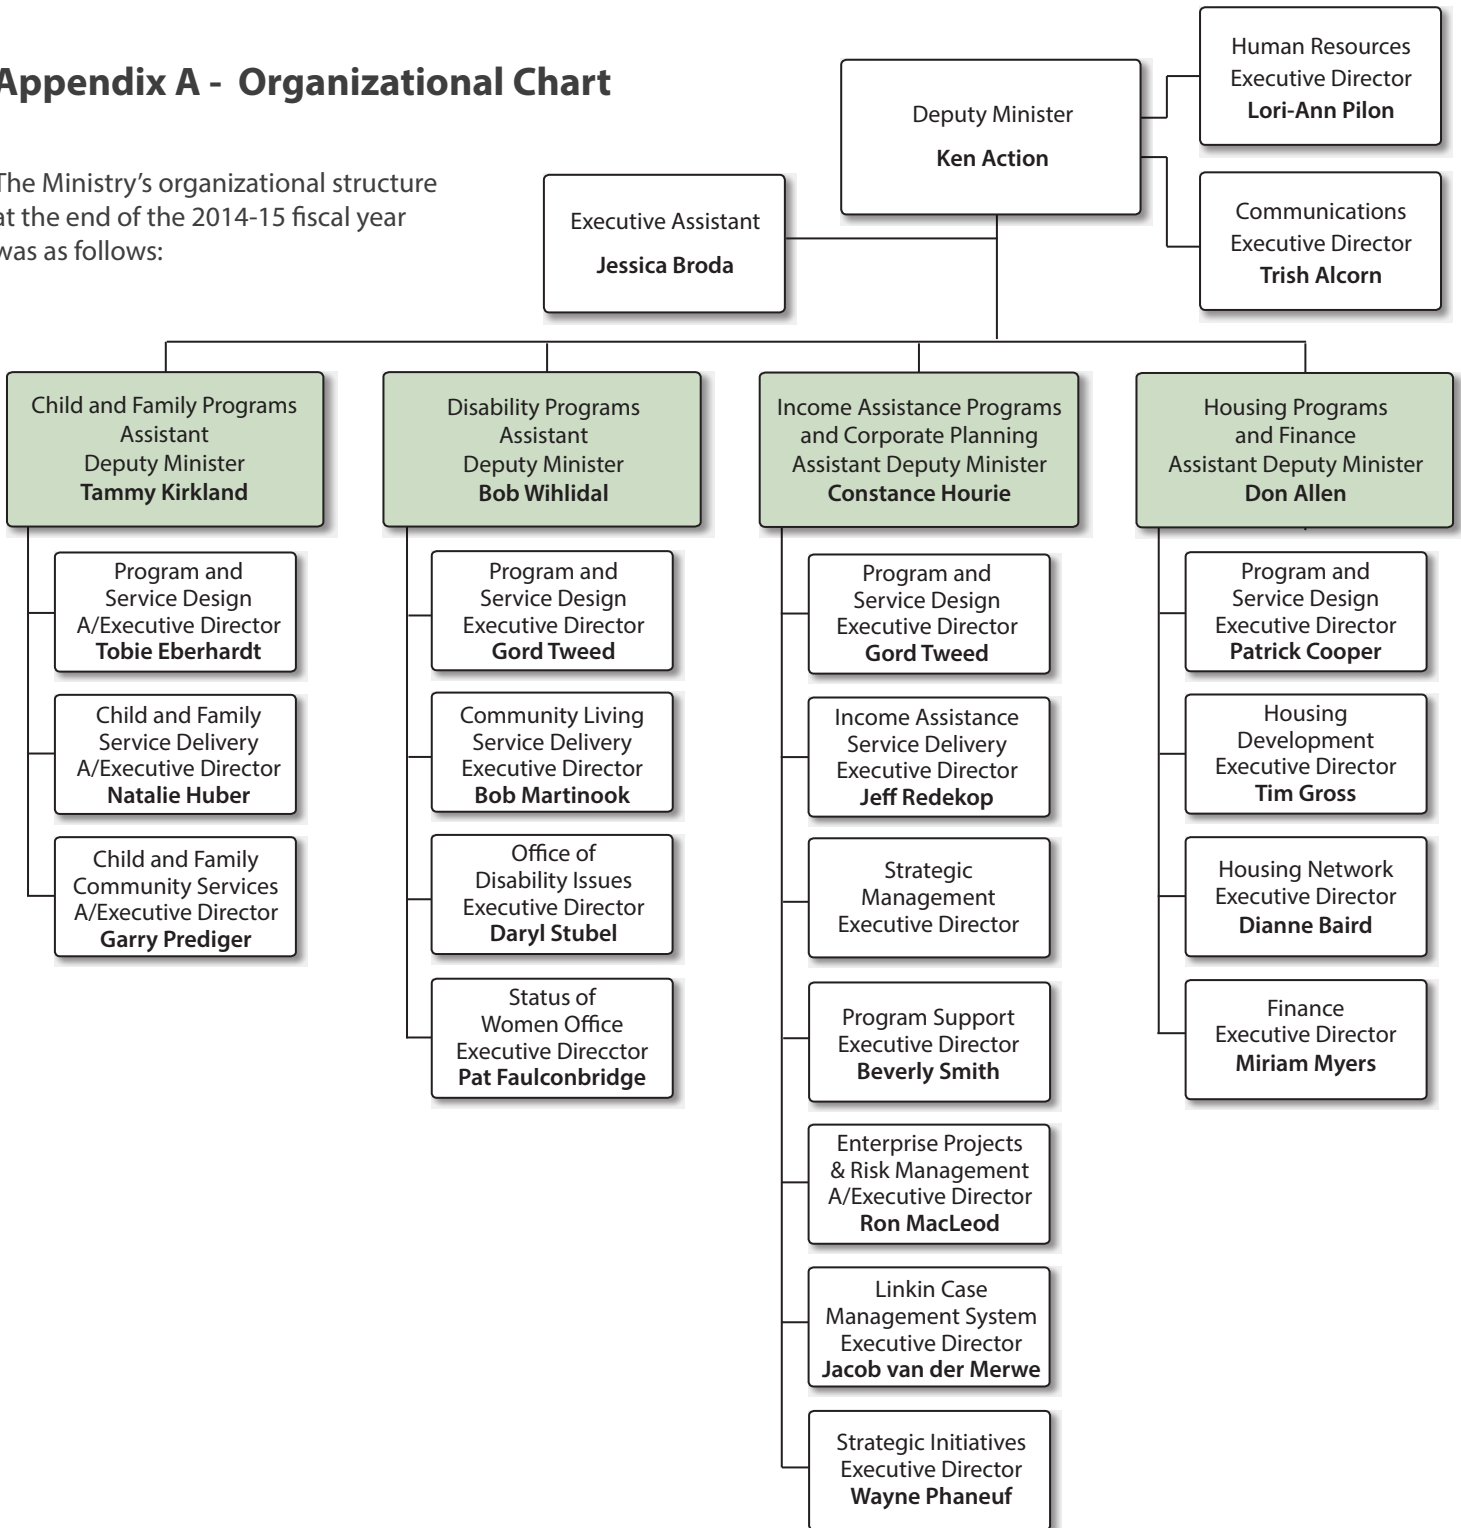 Appendix A - Organizational Chart
The Ministry's organizational structure
at the end of the 2014-15 fiscal year
was as follows:
Deputy Minister
Ken Action
Human Resources
Executive Director
Lori-Ann Pilon
Communications
Executive Director
Trish Alcorn
Executive Assistant
Jessica Broda
Child and Family Programs
Assistant
Deputy Minister
Tammy Kirkland
Program and
Service Design
A/Executive Director
Tobie Eberhardt
Child and Family
Service Delivery
A/Executive Director
Natalie Huber
Child and Family
Community Services
A/Executive Director
Garry Prediger
Disability Programs
Assistant
Deputy Minister
Bob Wihlidal
Program and
Service Design
Executive Director
Gord Tweed
Community Living
Service Delivery
Executive Director
Bob Martinook
Office of
Disability Issues
Executive Director
Daryl Stubel
Status of
Women Office
Executive Direcctor
Pat Faulconbridge
Income Assistance Programs
and Corporate Planning
Assistant Deputy Minister
Constance Hourie
Program and
Service Design
Executive Director
Gord Tweed
Income Assistance
Service Delivery
Executive Director
Jeff Redekop
Strategic
Management
Executive Director
Program Support
Executive Director
Beverly Smith
Enterprise Projects
& Risk Management
A/Executive Director
Ron MacLeod
Linkin Case
Management System
Executive Director
Jacob van der Merwe
Strategic Initiatives
Executive Director
Wayne Phaneuf
Housing Programs
and Finance
Assistant Deputy Minister
Don Allen
Program and
Service Design
Executive Director
Patrick Cooper
Housing
Development
Executive Director
Tim Gross
Housing Network
Executive Director
Dianne Baird
Finance
Executive Director
Miriam Myers